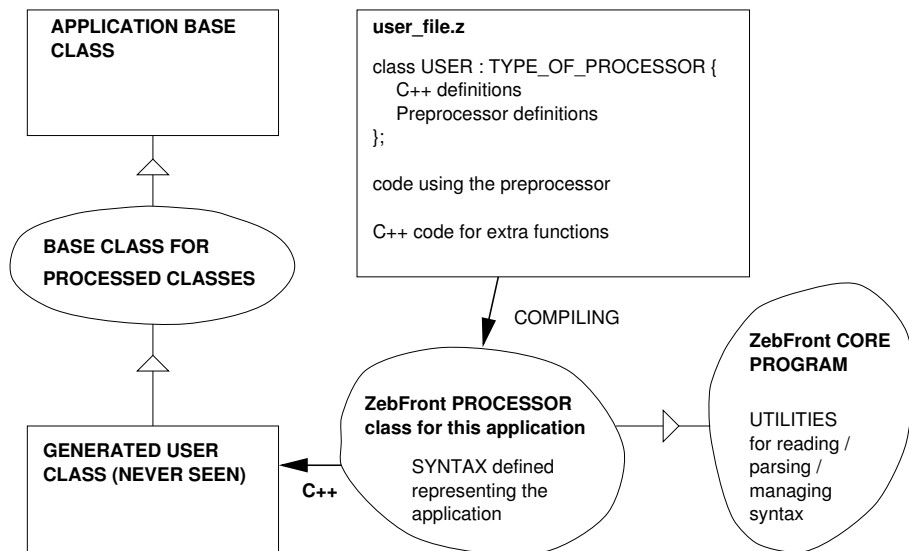 APPLICATION BASE
CLASS
user_file.z
class USER : TYPE_OF_PROCESSOR {
C++ definitions
Preprocessor definitions
};
code using the preprocessor
C++ code for extra functions
BASE CLASS FOR
PROCESSED CLASSES
COMPILING
ZebFront CORE
PROGRAM
UTILITIES
for reading /
parsing /
managing
syntax
ZebFront PROCESSOR
class for this application
SYNTAX defined
representing the
application
GENERATED USER
CLASS (NEVER SEEN)
C++